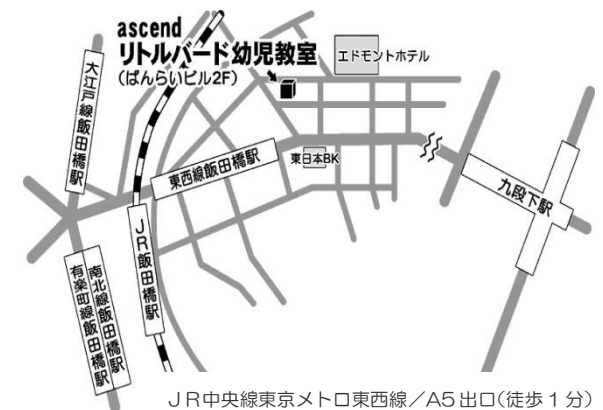 ascend
リトルバード幼児教室
(ばんらいビル2F)
エドモントホテル
大江戸線飯田橋駅
東西線飯田橋駅
東日本BK
九段下駅
JR飯田橋駅
南北線飯田橋駅
有楽町線飯田橋駅
JR中央線東京メトロ東西線/A5出口(徒歩1分)